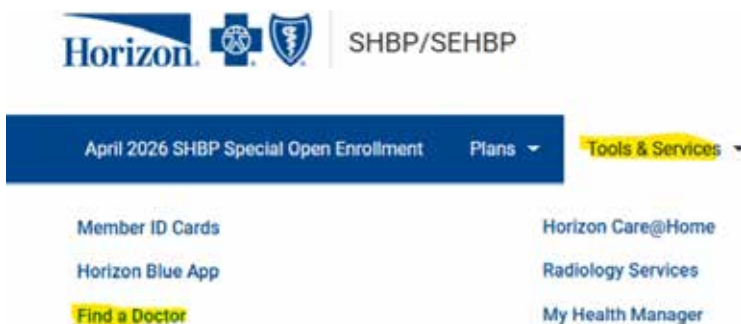 Horizon. SHBP/SEHBP
April 2026 SHBP Special Open Enrollment Plans Tools & Services
Member ID Cards Horizon Care@Home
Horizon Blue App Radiology Services
Find a Doctor My Health Manager